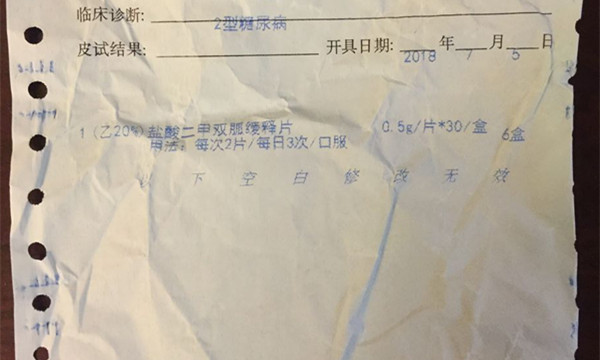 临床诊断: 2型糖尿病
皮试结果: 开具日期: 2018 年 7 月 5 日
1 (乙20%) 盐酸二甲双胍缓释片 0.5g/片*30/盒 6盒
用法: 每次2片/每日3次/口服
以下空白修改无效